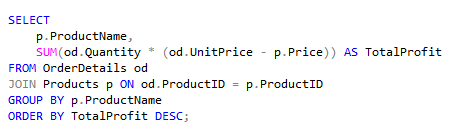 SELECT
    p.ProductName,
    SUM(od.Quantity * (od.UnitPrice - p.Price)) AS TotalProfit
FROM OrderDetails od
JOIN Products p ON od.ProductID = p.ProductID
GROUP BY p.ProductName
ORDER BY TotalProfit DESC;